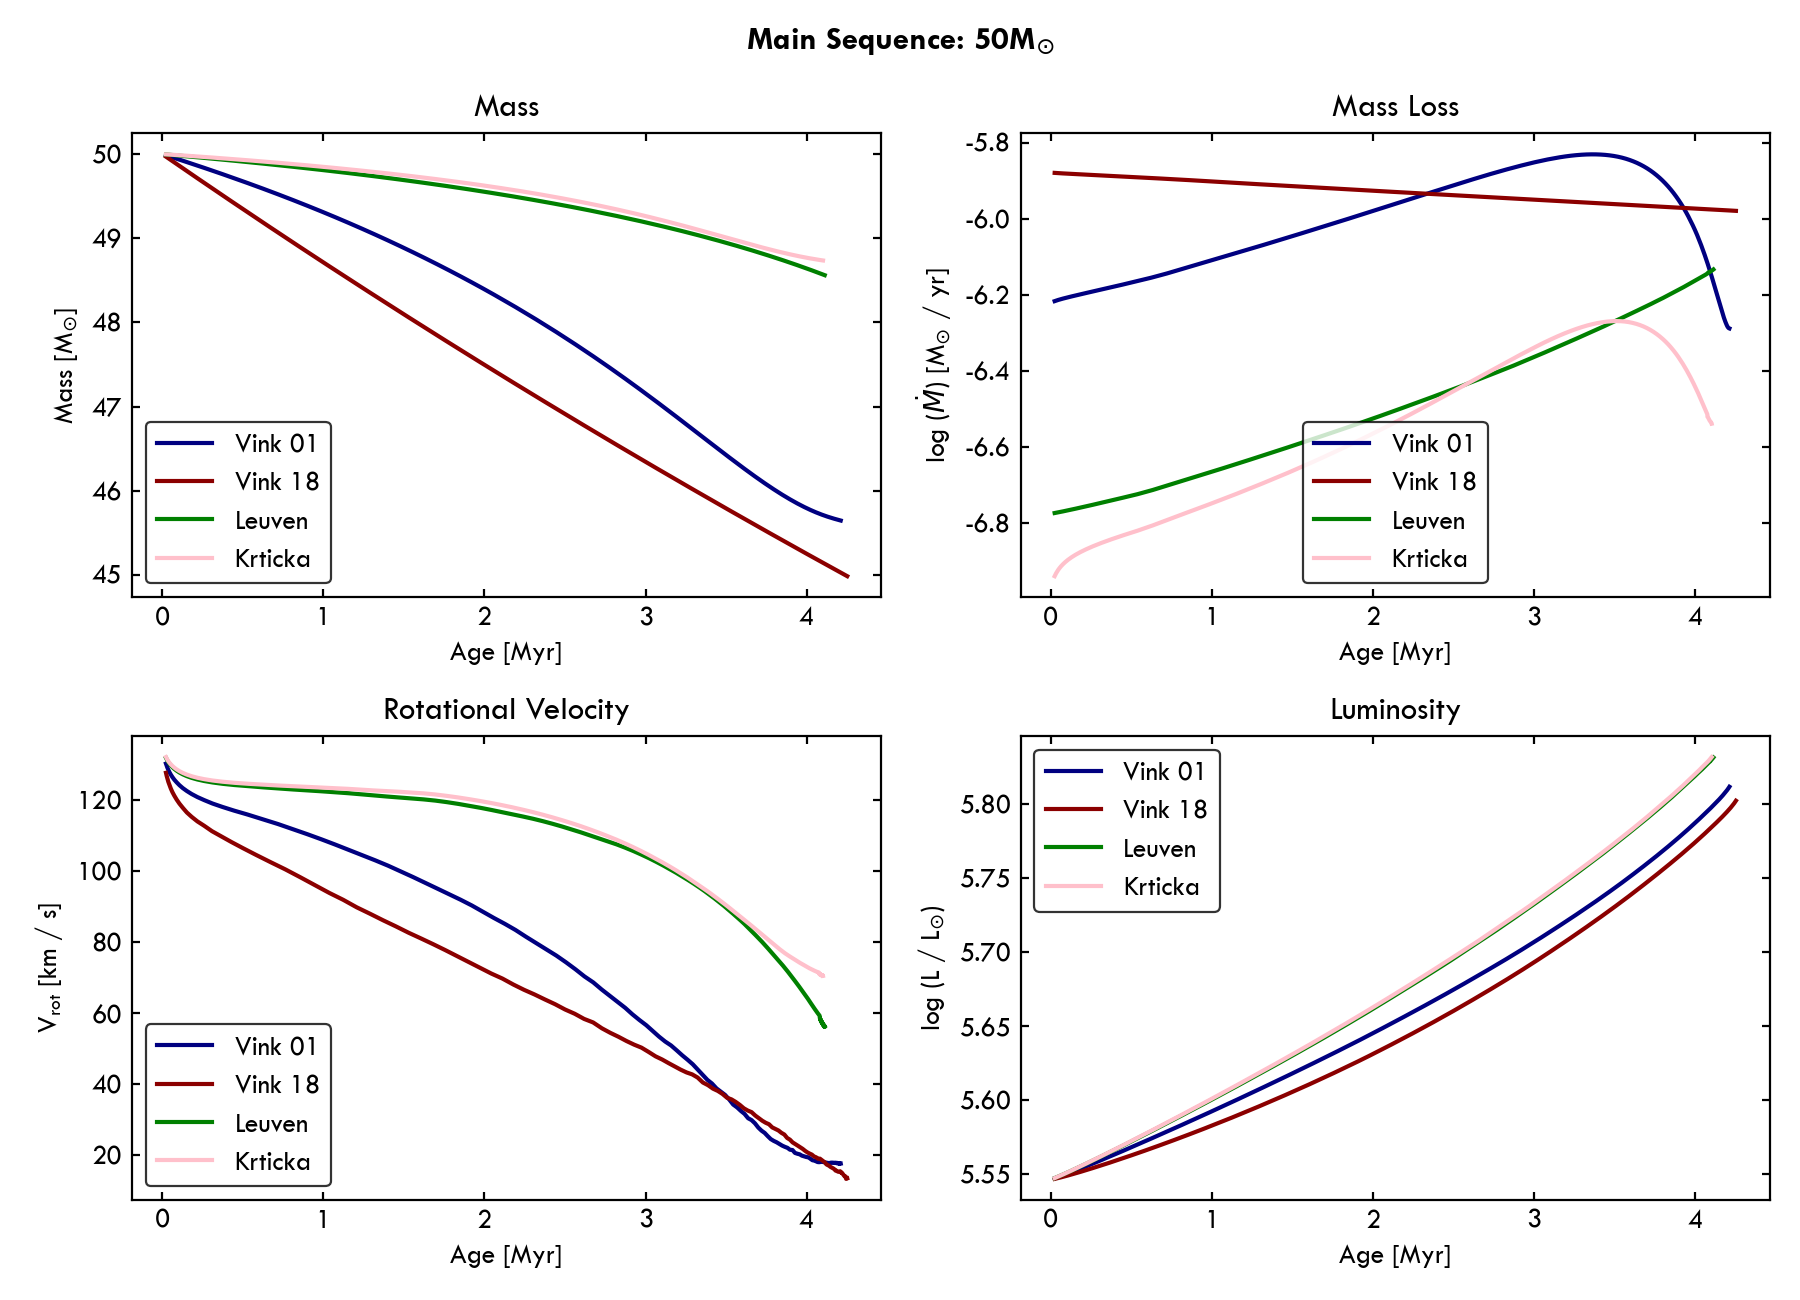 Main Sequence: 50M⊙
Mass
Mass [M⊙]
50
49
48
47
46
45
Vink 01
Vink 18
Leuven
Krticka
0 1 2 3 4
Age [Myr]
Mass Loss
log (Ṁ) [M⊙ / yr]
-5.8
-6.0
-6.2
-6.4
-6.6
-6.8
Vink 01
Vink 18
Leuven
Krticka
0 1 2 3 4
Age [Myr]
Rotational Velocity
Vrot [km / s]
120
100
80
60
40
20
Vink 01
Vink 18
Leuven
Krticka
0 1 2 3 4
Age [Myr]
Luminosity
log (L / L⊙)
5.80
5.75
5.70
5.65
5.60
5.55
Vink 01
Vink 18
Leuven
Krticka
0 1 2 3 4
Age [Myr]